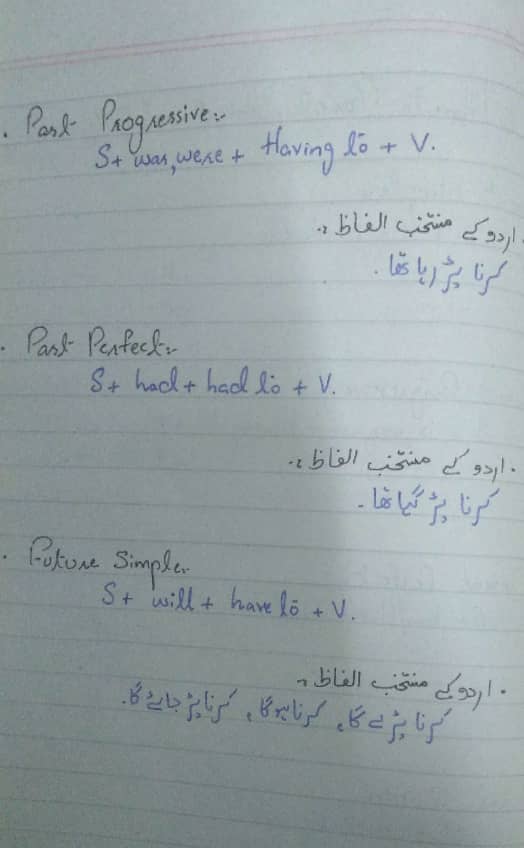 . Past Progressive:-
S+ was, were + Having to + V.
. اردو کے منتخب الفاظ :۔
کرنا پڑ رہا تھا .
. Past Perfect:-
S+ had + had to + V.
. اردو کے منتخب الفاظ :۔
کرنا پڑ گیا تھا ۔
. Future Simple:-
S+ will + have to + V.
. اردو کے منتخب الفاظ :۔
کرنا پڑے گا، کرنا ہوگا، کرنا پڑ جائے گا.